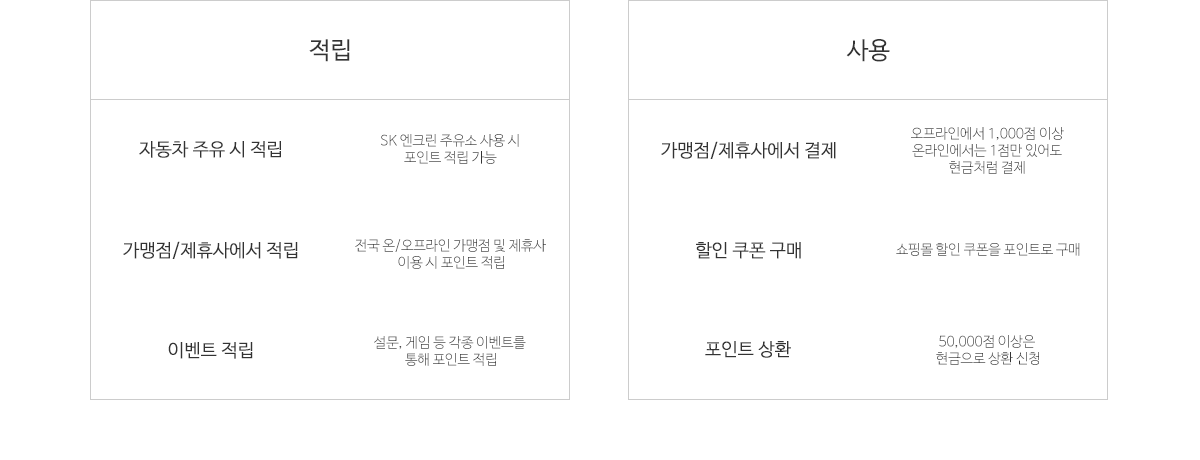 적립
자동차 주유 시 적립
SK 엔크린 주유소 사용 시
포인트 적립 가능
가맹점/제휴사에서 적립
전국 온/오프라인 가맹점 및 제휴사
이용 시 포인트 적립
이벤트 적립
설문, 게임 등 각종 이벤트를
통해 포인트 적립
사용
가맹점/제휴사에서 결제
오프라인에서 1,000점 이상
온라인에서는 1점만 있어도
현금처럼 결제
할인 쿠폰 구매
쇼핑몰 할인 쿠폰을 포인트로 구매
포인트 상환
50,000점 이상은
현금으로 상환 신청